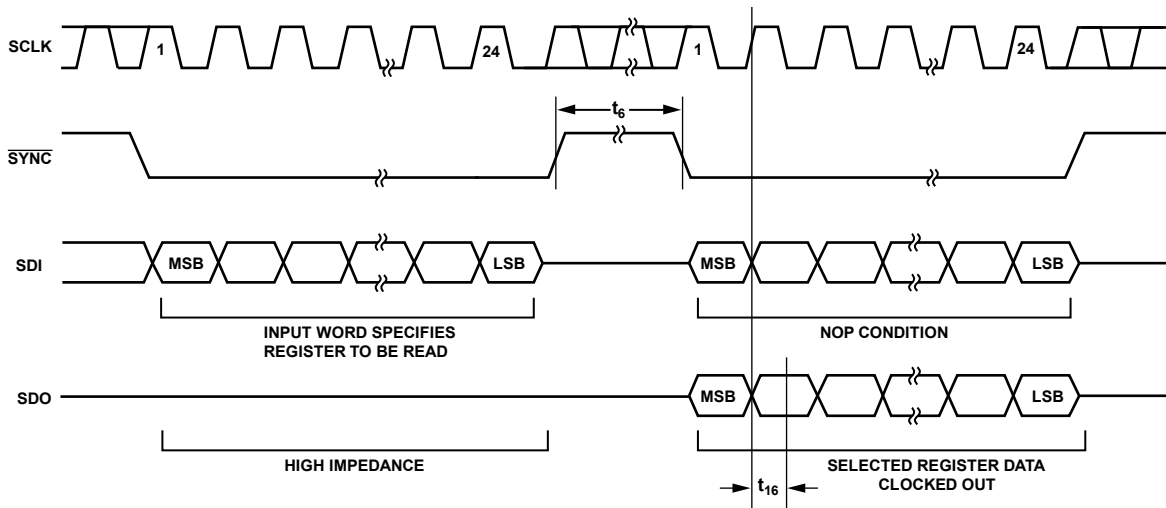 SCLK
1
24
1
24
t6
SYNC
SDI
MSB
LSB
MSB
LSB
INPUT WORD SPECIFIES
REGISTER TO BE READ
NOP CONDITION
SDO
MSB
LSB
HIGH IMPEDANCE
SELECTED REGISTER DATA
CLOCKED OUT
t16